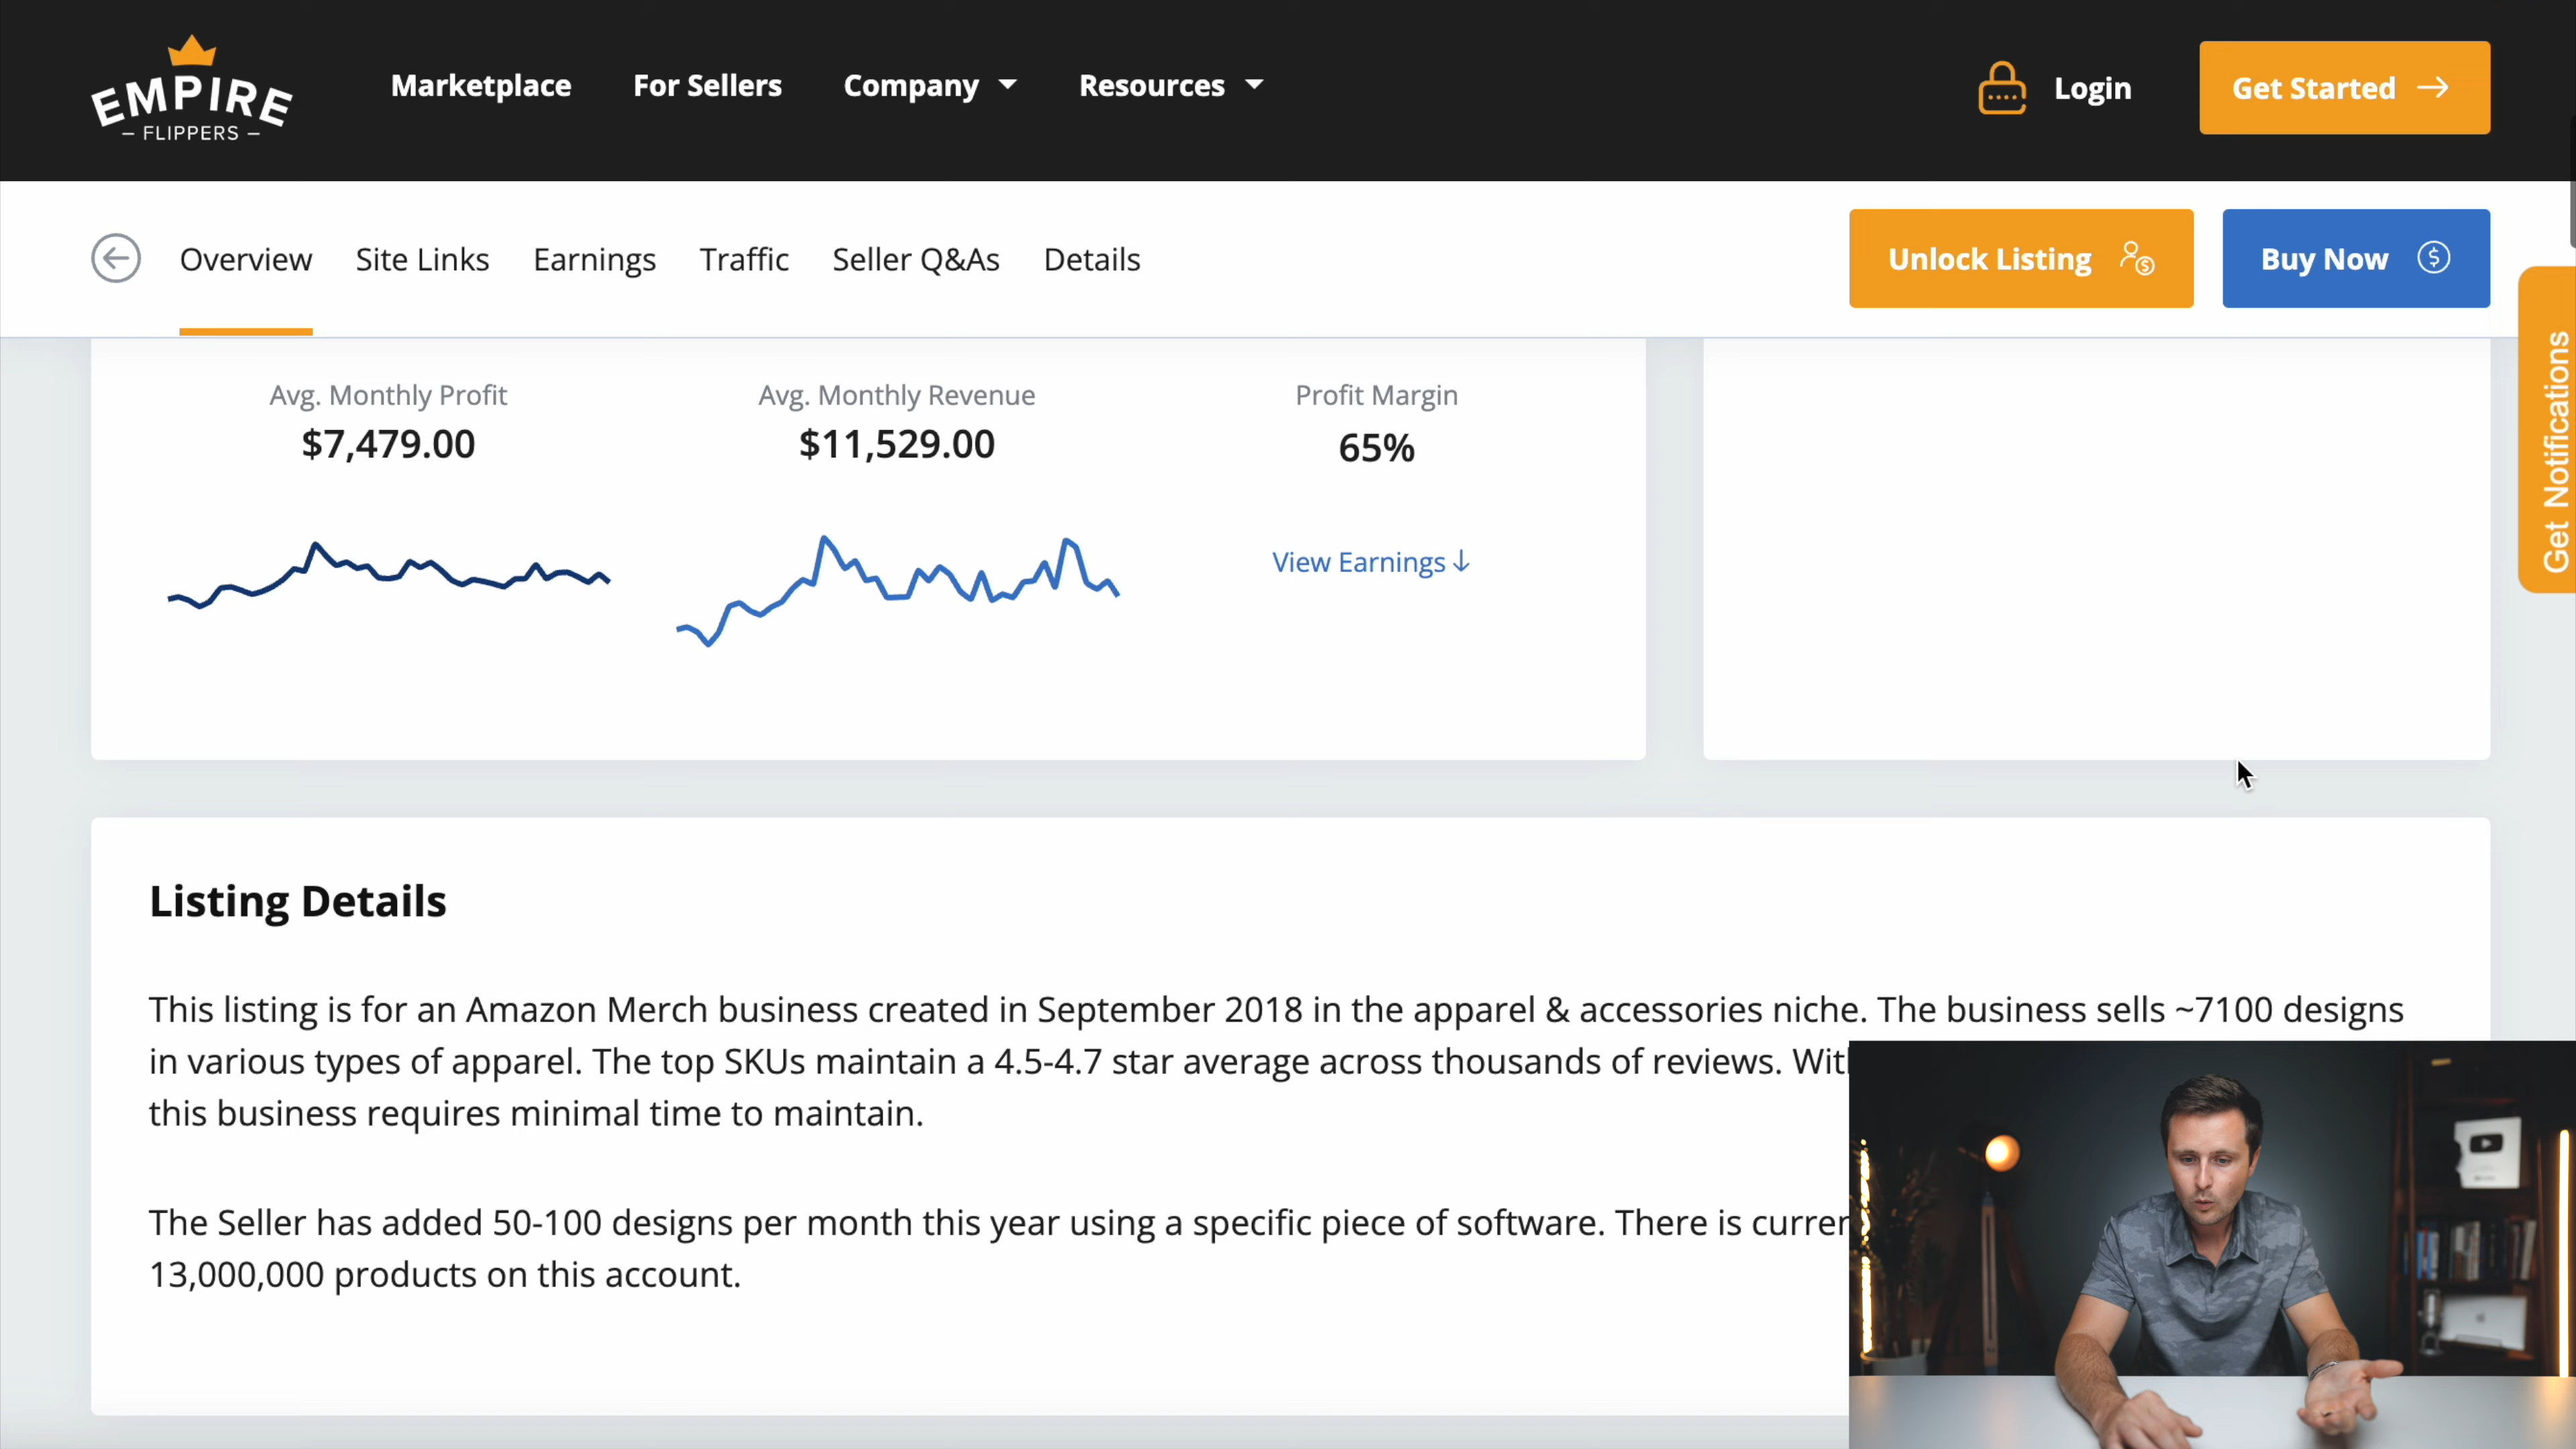 EMPIRE
– FLIPPERS –
Marketplace
For Sellers
Company
Resources
Login
Get Started
Overview
Site Links
Earnings
Traffic
Seller Q&As
Details
Unlock Listing
Buy Now
Get Notifications
Avg. Monthly Profit
$7,479.00
Avg. Monthly Revenue
$11,529.00
Profit Margin
65%
View Earnings
Listing Details
This listing is for an Amazon Merch business created in September 2018 in the apparel & accessories niche. The business sells ~7100 designs
in various types of apparel. The top SKUs maintain a 4.5-4.7 star average across thousands of reviews.
this business requires minimal time to maintain.
The Seller has added 50-100 designs per month this year using a specific piece of software. There is
13,000,000 products on this account.